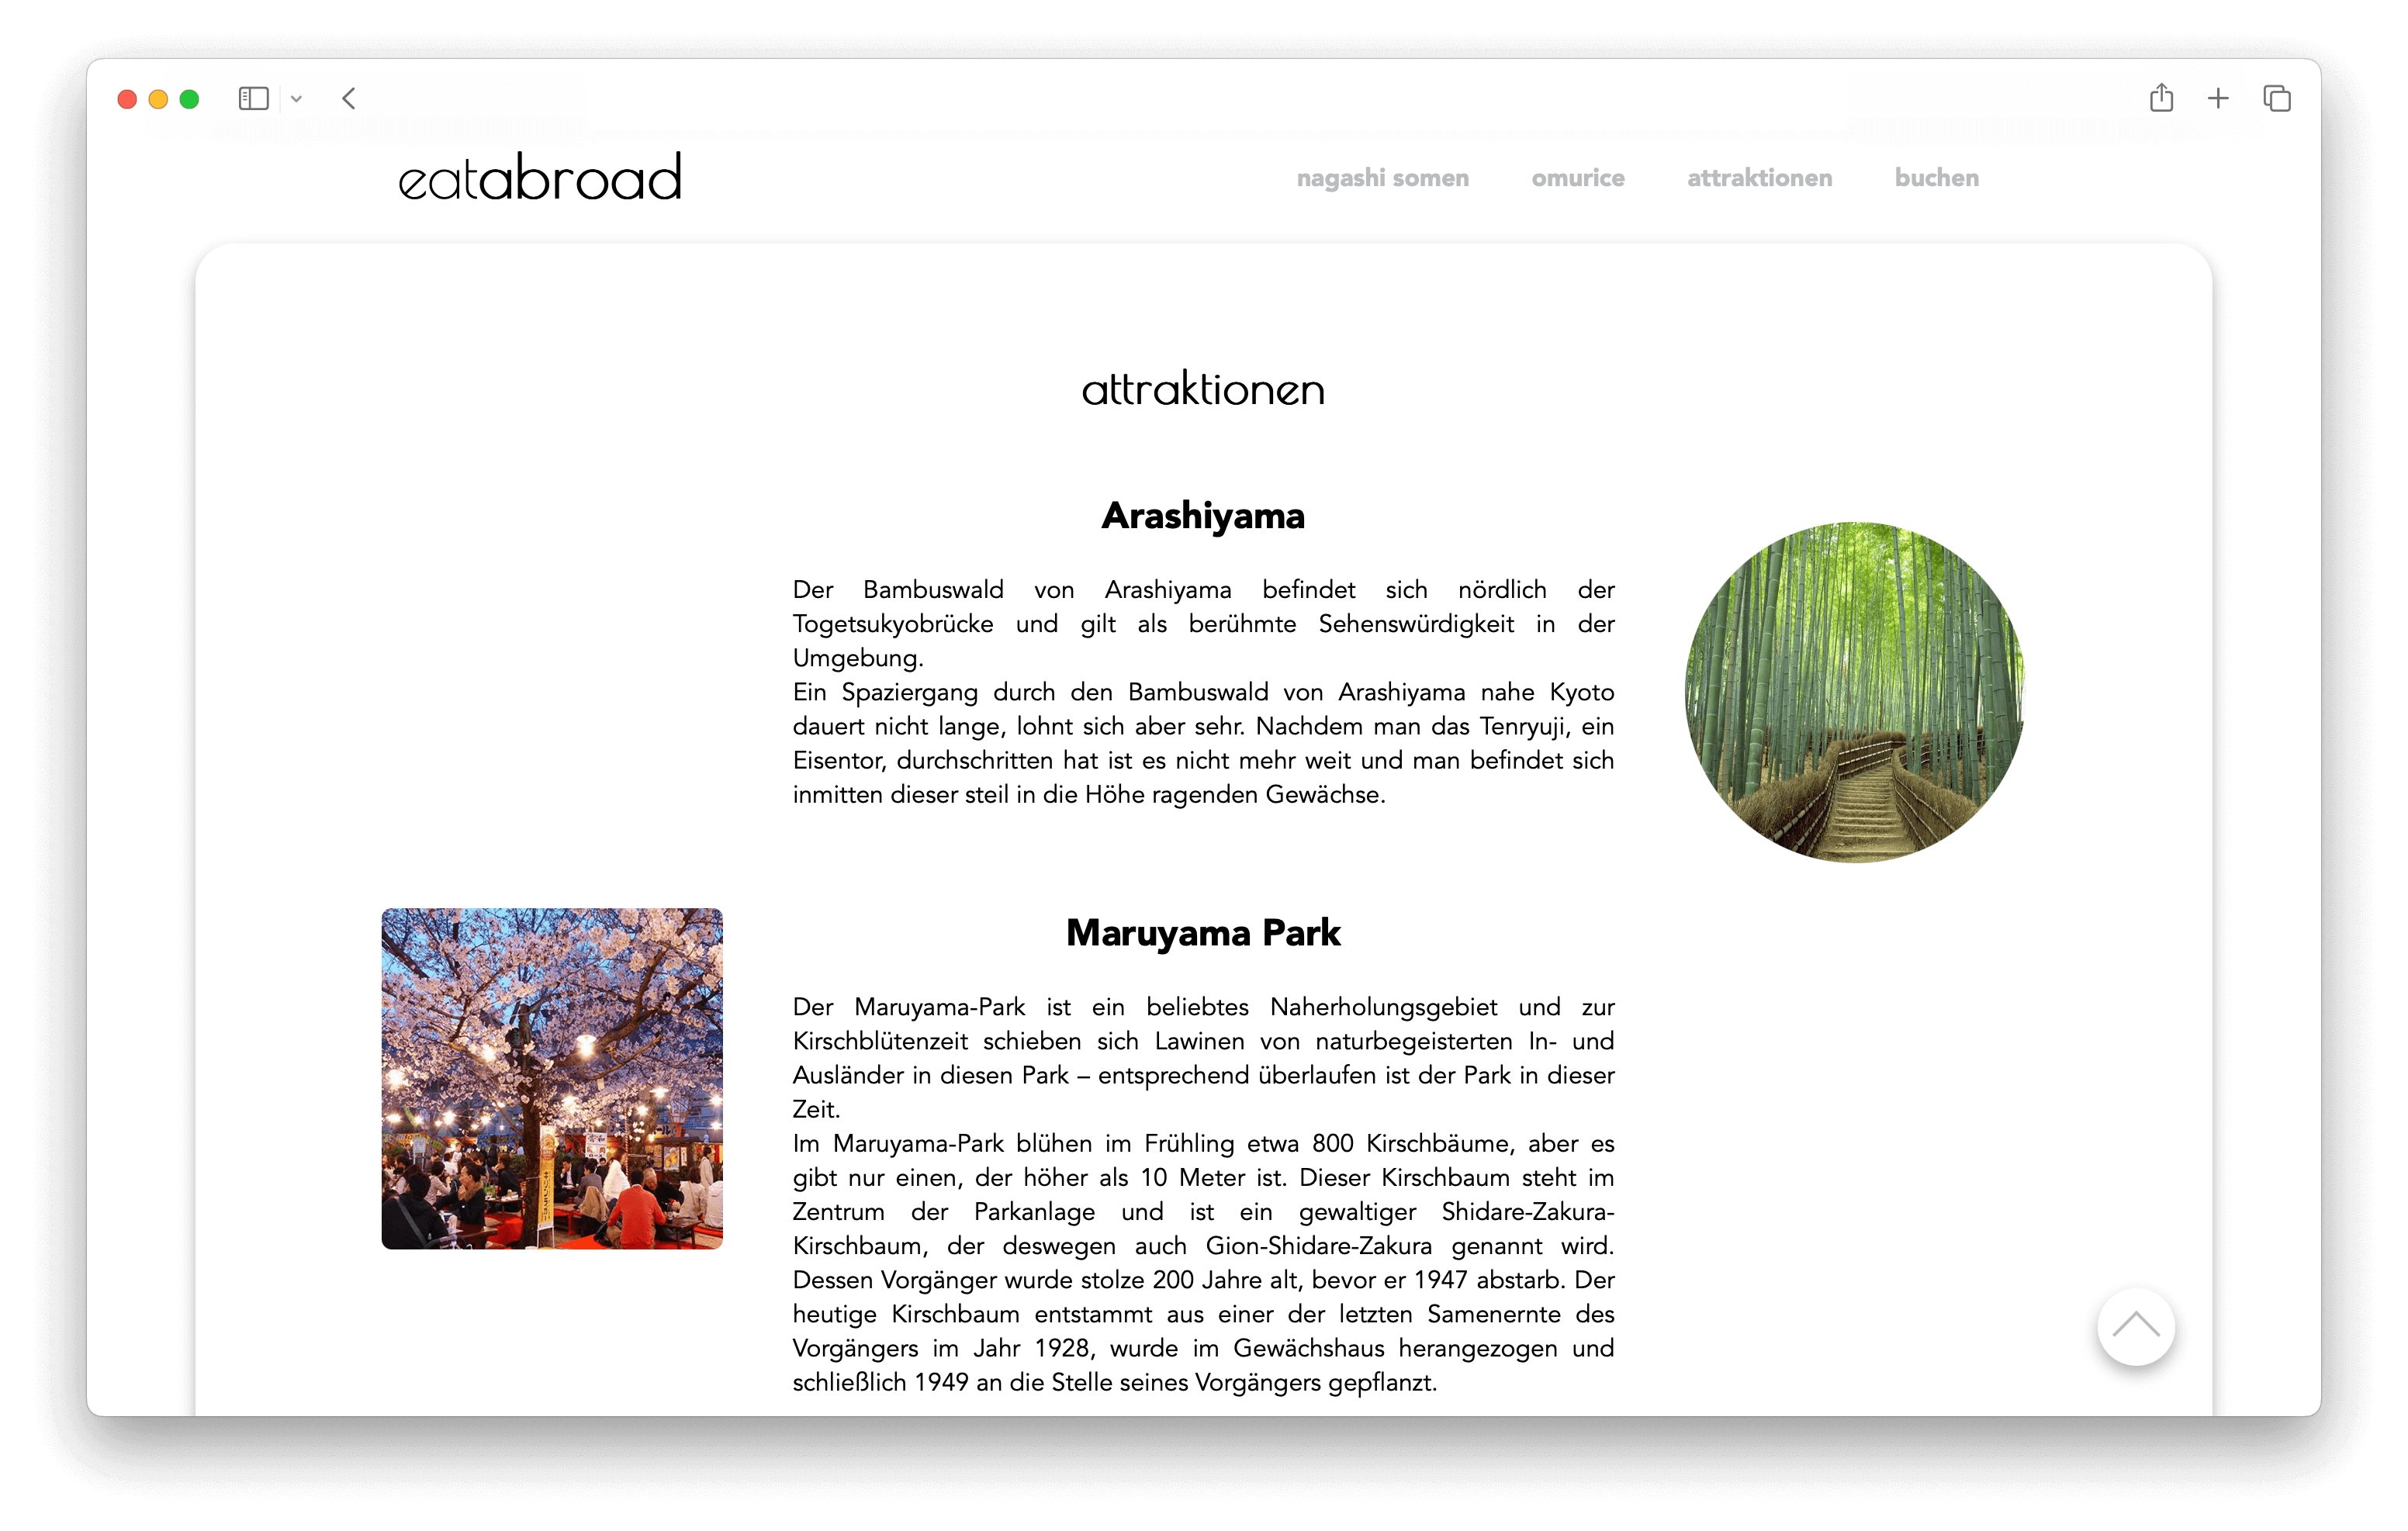 eatabroad
nagashi somen omurice attraktionen buchen
attraktionen
Arashiyama
Der Bambuswald von Arashiyama befindet sich nördlich der
Togetsukyobrücke und gilt als berühmte Sehenswürdigkeit in der
Umgebung.
Ein Spaziergang durch den Bambuswald von Arashiyama nahe Kyoto
dauert nicht lange, lohnt sich aber sehr. Nachdem man das Tenryuji, ein
Eisentor, durchschritten hat ist es nicht mehr weit und man befindet sich
inmitten dieser steil in die Höhe ragenden Gewächse.
Maruyama Park
Der Maruyama-Park ist ein beliebtes Naherholungsgebiet und zur
Kirschblütenzeit schieben sich Lawinen von naturbegeisterten In- und
Ausländer in diesen Park – entsprechend überlaufen ist der Park in dieser
Zeit.
Im Maruyama-Park blühen im Frühling etwa 800 Kirschbäume, aber es
gibt nur einen, der höher als 10 Meter ist. Dieser Kirschbaum steht im
Zentrum der Parkanlage und ist ein gewaltiger Shidare-Zakura-
Kirschbaum, der deswegen auch Gion-Shidare-Zakura genannt wird.
Dessen Vorgänger wurde stolze 200 Jahre alt, bevor er 1947 abstarb. Der
heutige Kirschbaum entstammt aus einer der letzten Samenernte des
Vorgängers im Jahr 1928, wurde im Gewächshaus herangezogen und
schließlich 1949 an die Stelle seines Vorgängers gepflanzt.